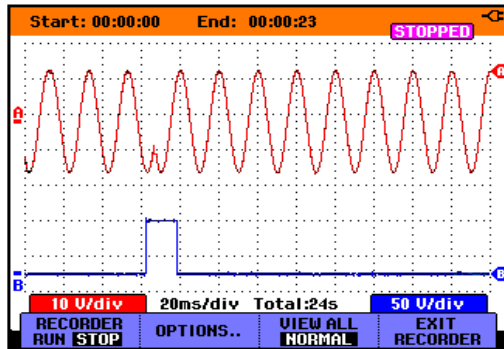 Start: 00:00:00 End: 00:00:23
STOPPED
A
A
B
B
10 V/div 20ms/div Total:24s 50 V/div
RECORDER
RUN STOP
OPTIONS..
VIEW ALL
NORMAL
EXIT
RECORDER